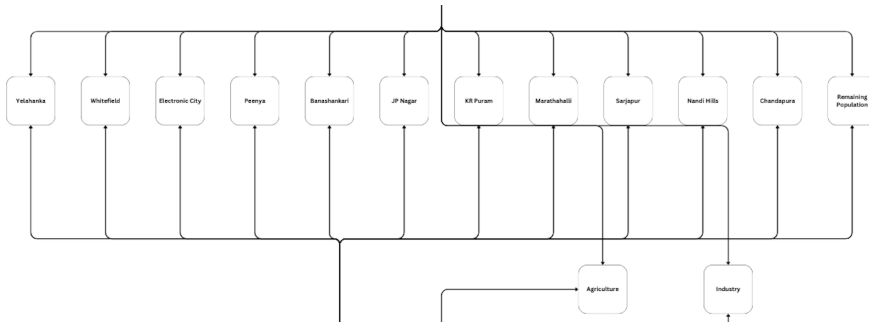 Yelahanka
Whitefield
Electronic City
Peenya
Banashankari
JP Nagar
KR Puram
Marathahalli
Sarjapur
Nandi Hills
Chandapura
Remaining
Population
Agriculture
Industry